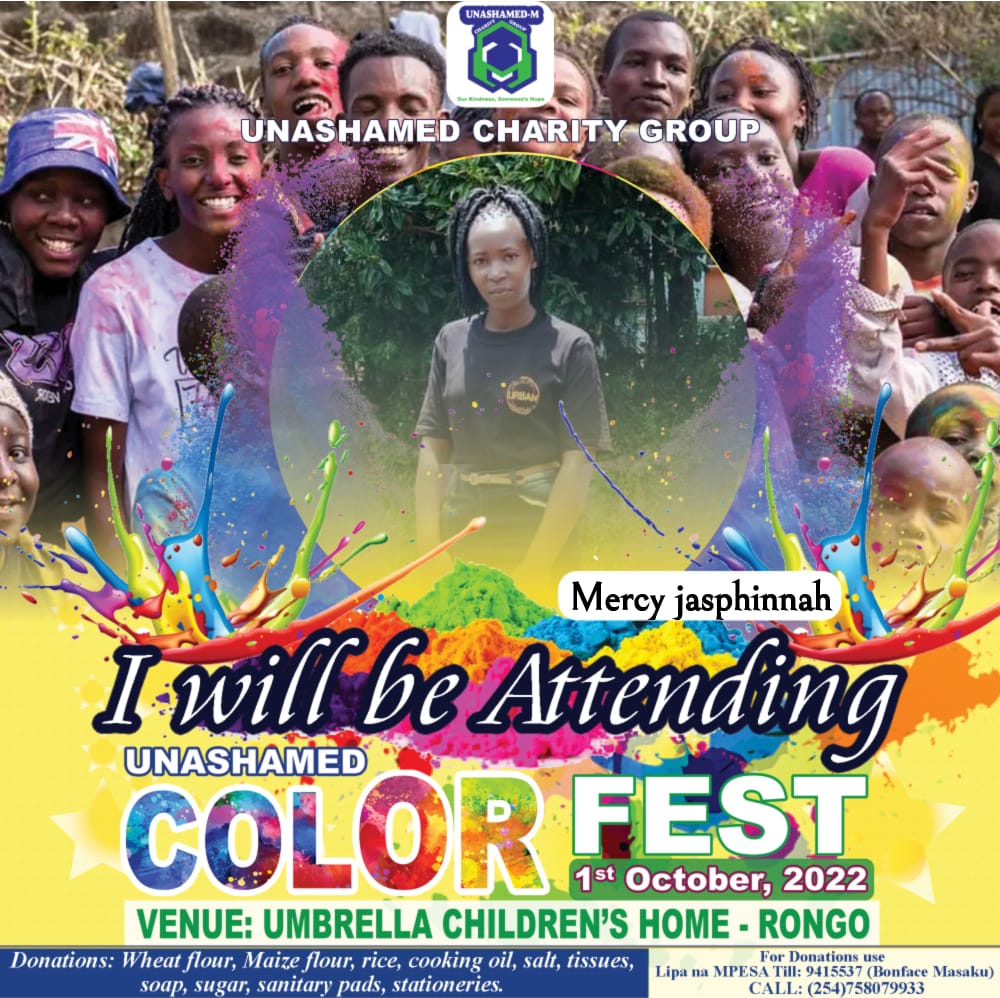 UNASHAMED-M
CHARITY GROUP
Our Kindness, Someone's Hope
UNASHAMED CHARITY GROUP
URBAN
Mercy jasphinnah
I will be Attending
UNASHAMED
COLOR FEST
1st October, 2022
VENUE: UMBRELLA CHILDREN'S HOME - RONGO
Donations: Wheat flour, Maize flour, rice, cooking oil, salt, tissues,
soap, sugar, sanitary pads, stationeries.
For Donations use
Lipa na MPESA Till: 9415537 (Bonface Masaku)
CALL: (254)758079933